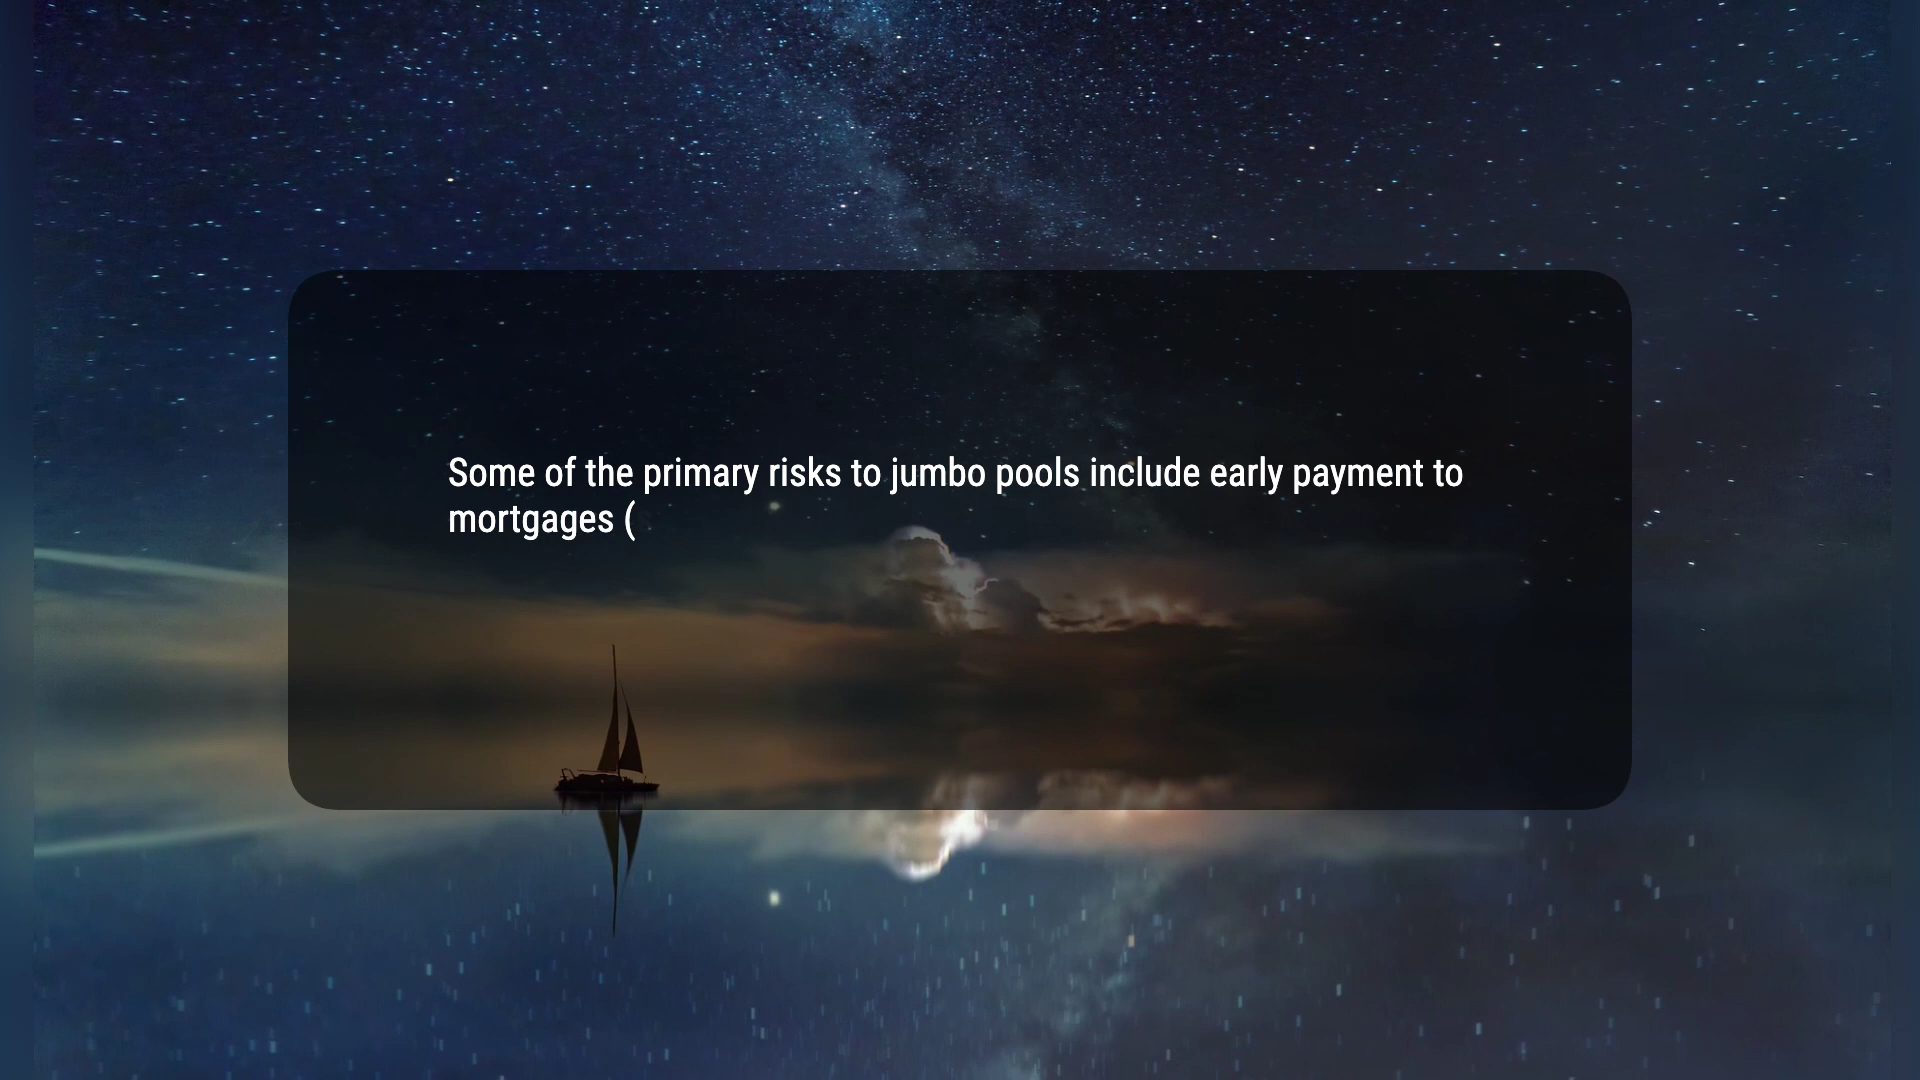 Some of the primary risks to jumbo pools include early payment to
mortgages (